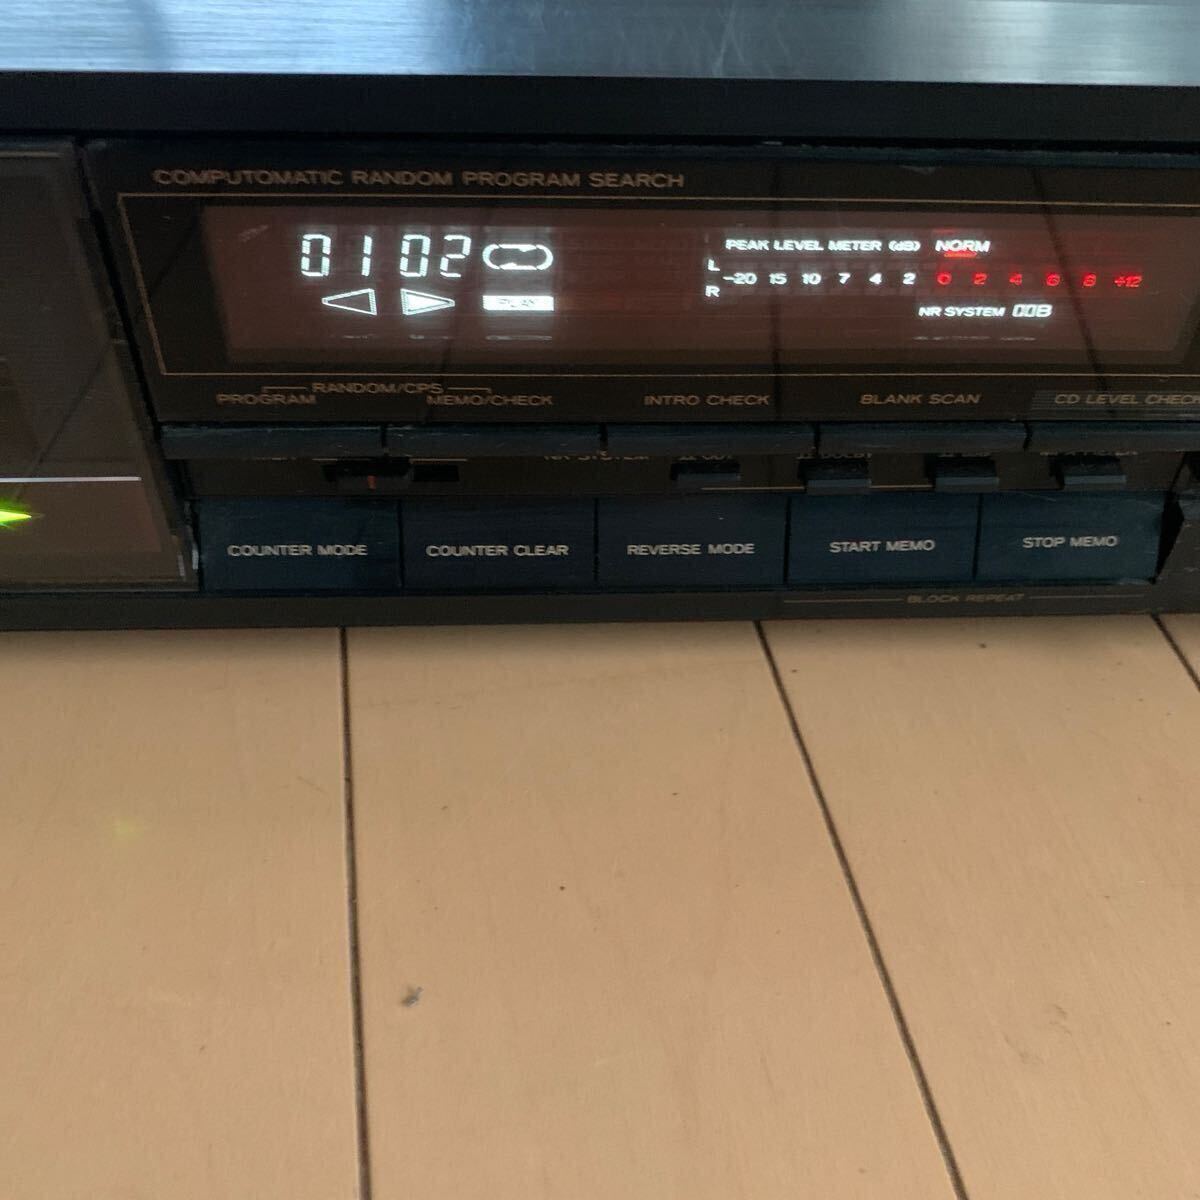 COMPUTOMATIC RANDOM PROGRAM SEARCH
01 02
PLAY
PEAK LEVEL METER (dB) NORM
L
-20 15 10 7 4 2 0 2 4 6 8 +12
R
NR SYSTEM B
RANDOM/CPS
PROGRAM MEMO/CHECK INTRO CHECK BLANK SCAN CD LEVEL CHECK
COUNTER MODE COUNTER CLEAR REVERSE MODE START MEMO STOP MEMO
BLOCK REPEAT